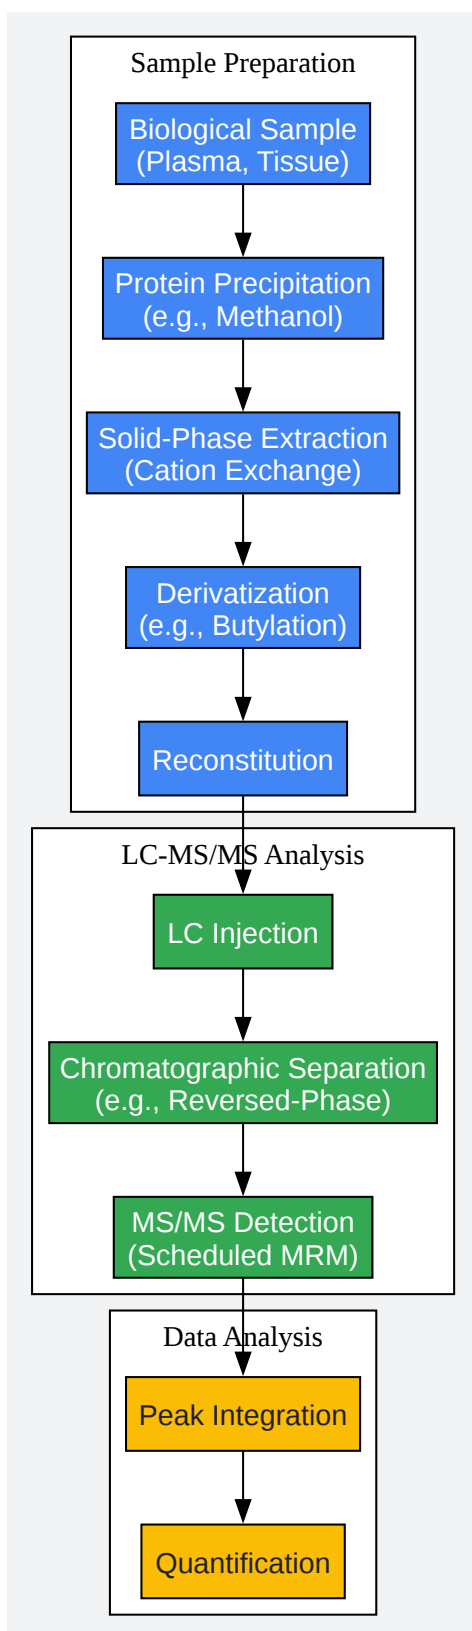 Sample Preparation
Biological Sample
(Plasma, Tissue)
Protein Precipitation
(e.g., Methanol)
Solid-Phase Extraction
(Cation Exchange)
Derivatization
(e.g., Butylation)
Reconstitution
LC-MS/MS Analysis
LC Injection
Chromatographic Separation
(e.g., Reversed-Phase)
MS/MS Detection
(Scheduled MRM)
Data Analysis
Peak Integration
Quantification